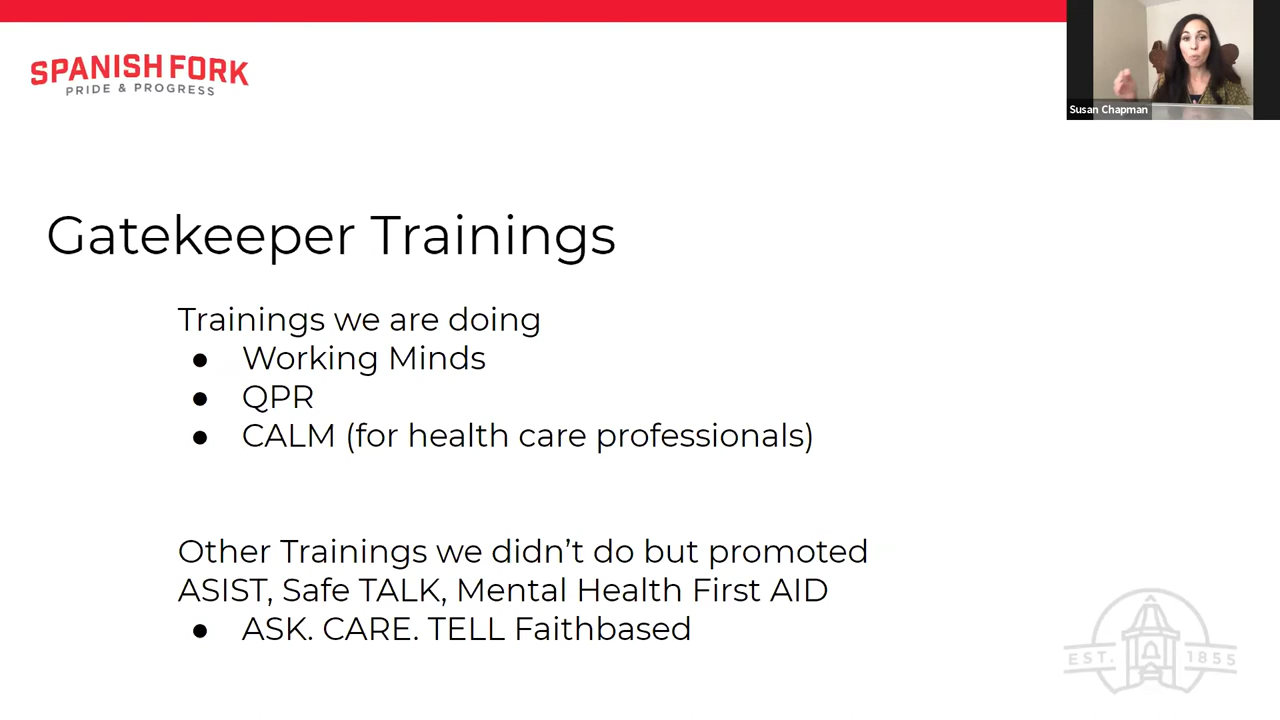 SPANISH FORK
PRIDE & PROGRESS
Susan Chapman
Gatekeeper Trainings
Trainings we are doing
● Working Minds
● QPR
● CALM (for health care professionals)
Other Trainings we didn't do but promoted
ASIST, Safe TALK, Mental Health First AID
● ASK. CARE. TELL Faithbased
EST. 1855